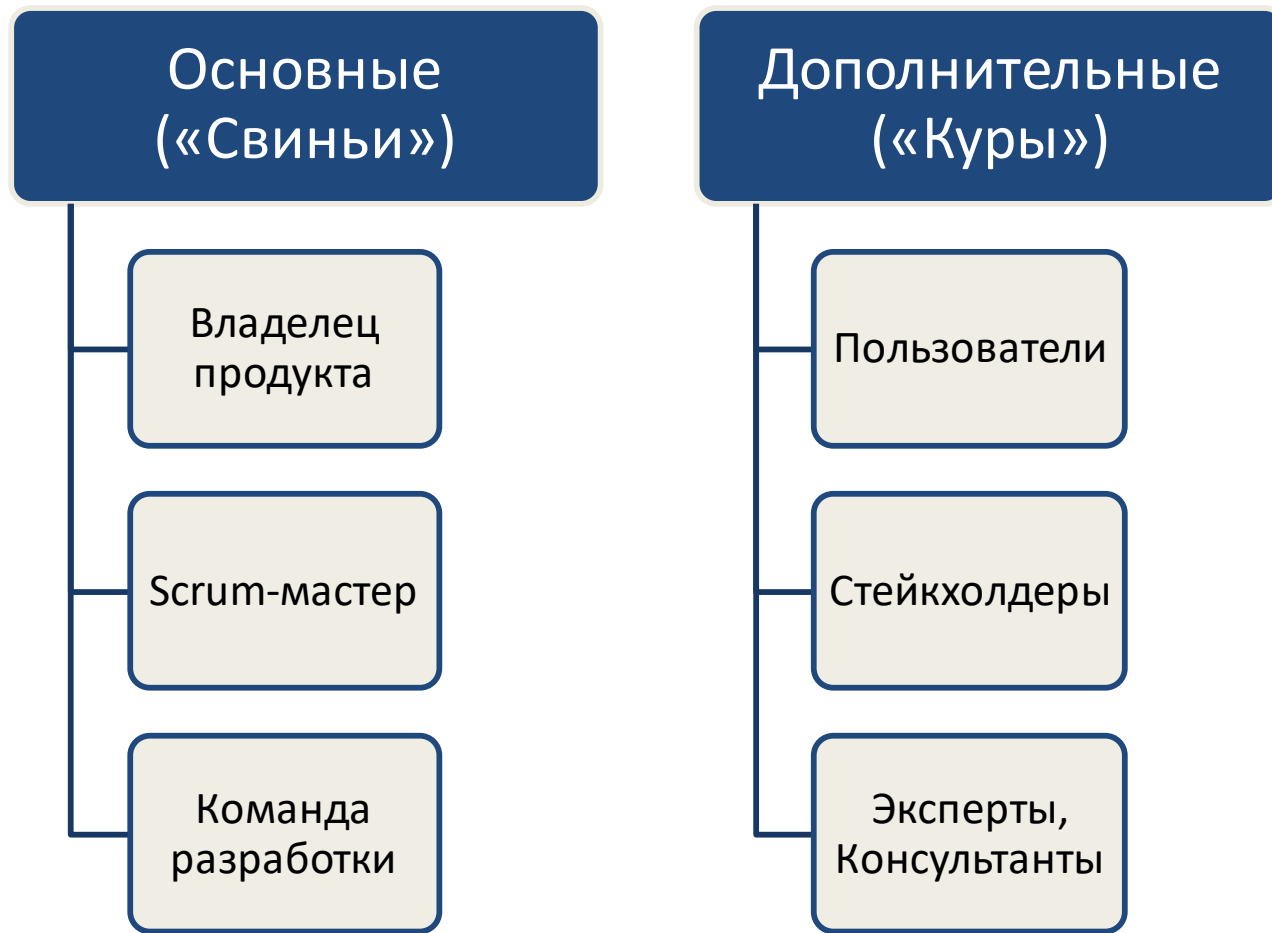 Основные
(«Свиньи»)
Владелец
продукта
Scrum-мастер
Команда
разработки
Дополнительные
(«Куры»)
Пользователи
Стейкхолдеры
Эксперты,
Консультанты